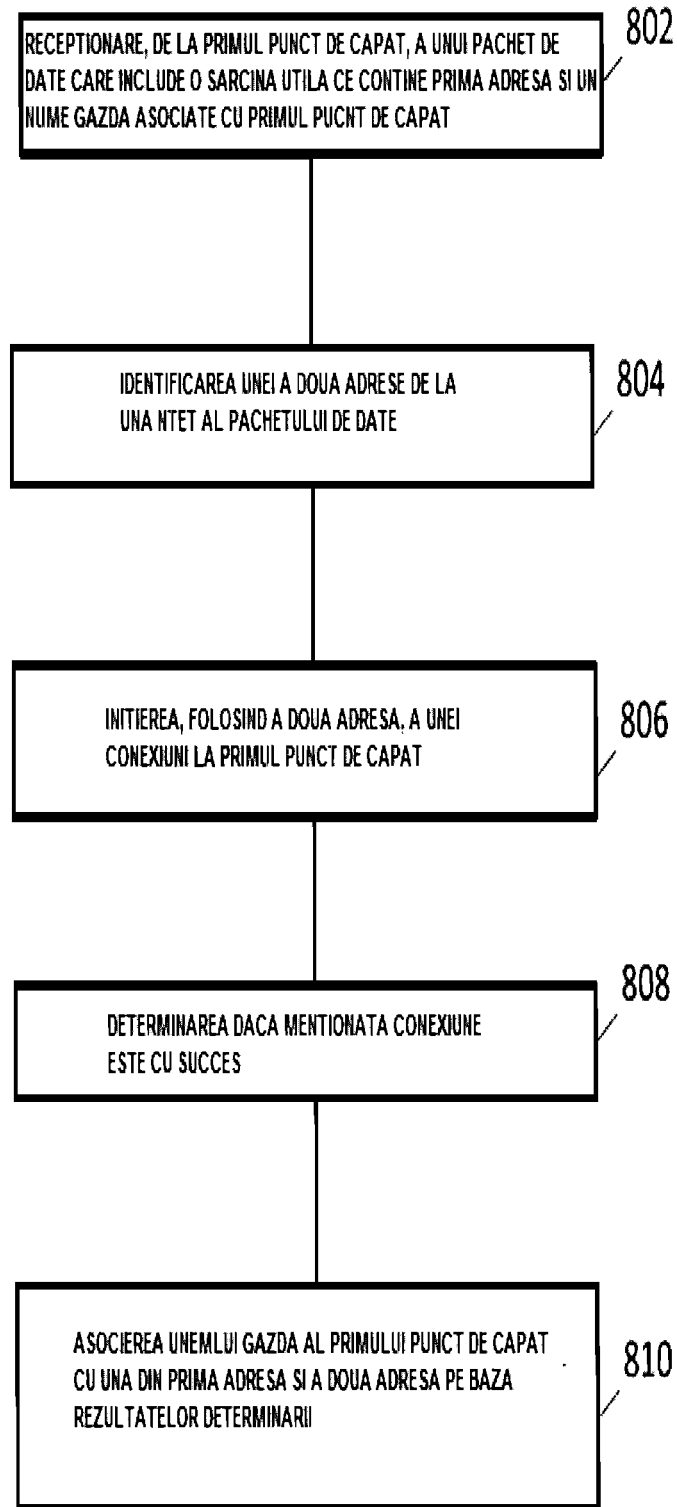 802
RECEPTIONARE, DE LA PRIMUL PUNCT DE CAPAT, A UNUI PACHET DE
DATE CARE INCLUDE O SARCINA UTILA CE CONTINE PRIMA ADRESA SI UN
NUME GAZDA ASOCIATE CU PRIMUL PUCNT DE CAPAT
804
IDENTIFICAREA UNEI A DOUA ADRESE DE LA
UNA NTET AL PACHETULUI DE DATE
806
INITIEREA, FOLOSIND A DOUA ADRESA, A UNEI
CONEXIUNI LA PRIMUL PUNCT DE CAPAT
808
DETERMINAREA DACA MENTIONATA CONEXIUNE
ESTE CU SUCCES
810
ASOCIEREA UNEMLUI GAZDA AL PRIMULUI PUNCT DE CAPAT
CU UNA DIN PRIMA ADRESA SI A DOUA ADRESA PE BAZA
REZULTATELOR DETERMINARII